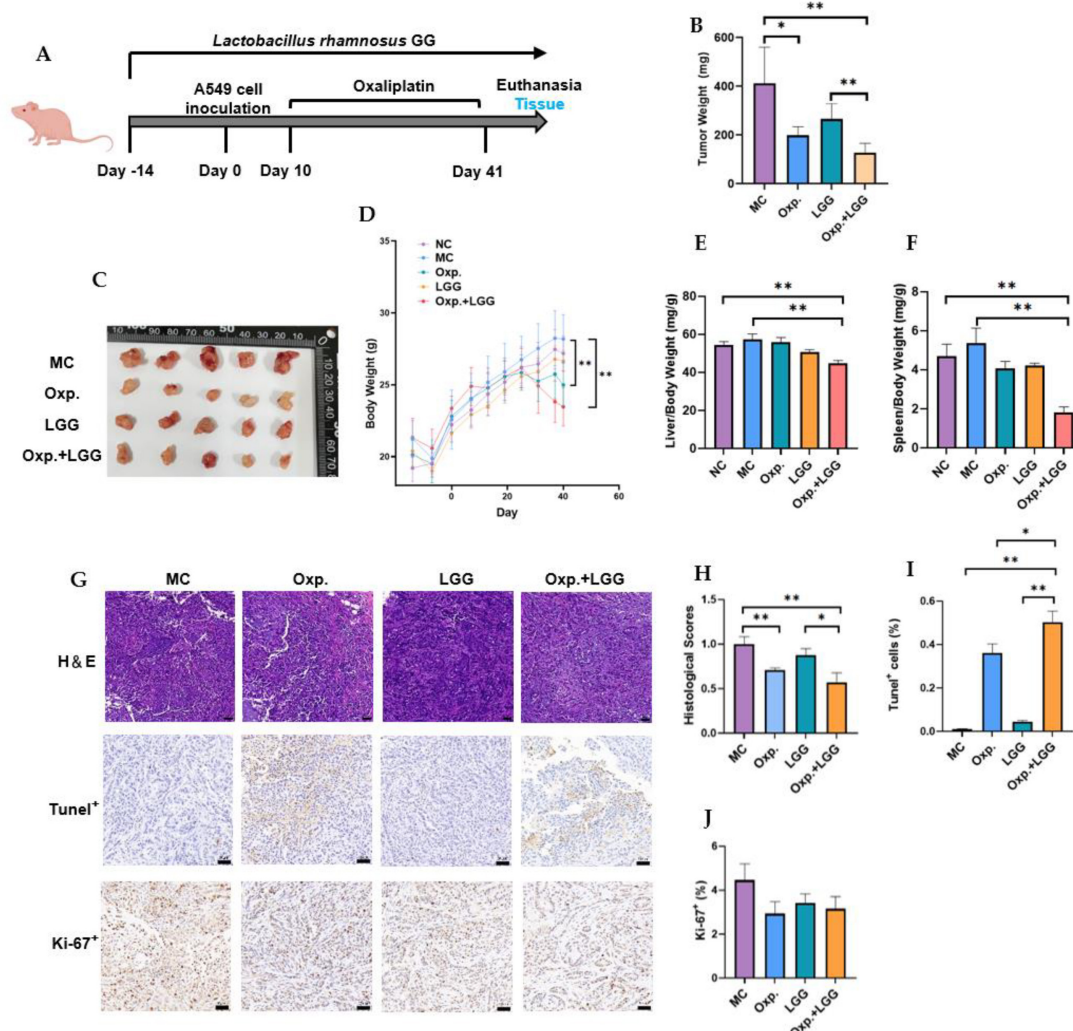 A
Lactobacillus rhamnosus GG
A549 cell
inoculation
Oxaliplatin
Euthanasia
Tissue
Day -14
Day 0
Day 10
Day 41
B
Tumor Weight (mg)
600
400
200
0
MC
Oxp.
LGG
Oxp.+LGG
*
**
**
C
MC
Oxp.
LGG
Oxp.+LGG
D
Body Weight (g)
35
30
25
20
0
20
40
60
Day
NC
MC
Oxp.
LGG
Oxp.+LGG
**
**
E
Liver/Body Weight (mg/g)
80
60
40
20
0
NC
MC
Oxp.
LGG
Oxp.+LGG
**
**
F
Spleen/Body Weight (mg/g)
8
6
4
2
0
NC
MC
Oxp.
LGG
Oxp.+LGG
**
**
G
MC
Oxp.
LGG
Oxp.+LGG
H & E
Tunel+
Ki-67+
H
Histological Scores
1.5
1.0
0.5
0.0
MC
Oxp.
LGG
Oxp.+LGG
**
**
*
I
Tunel+ cells (%)
0.6
0.4
0.2
0.0
MC
Oxp.
LGG
Oxp.+LGG
*
**
**
J
Ki-67+ (%)
6
4
2
0
MC
Oxp.
LGG
Oxp.+LGG